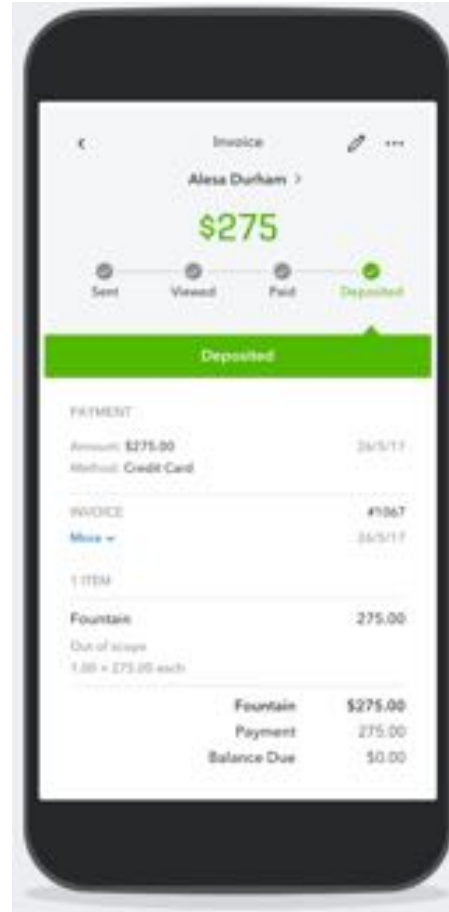 Invoice
Alesa Durham >
$275
Sent Viewed Paid Deposited
Deposited
PAYMENT
Amount: $275.00 26/5/17
Method: Credit Card
INVOICE #1067
More 26/5/17
1 ITEM
Fountain 275.00
Out of scope
1.00 × 275.00 each
Fountain $275.00
Payment 275.00
Balance Due $0.00